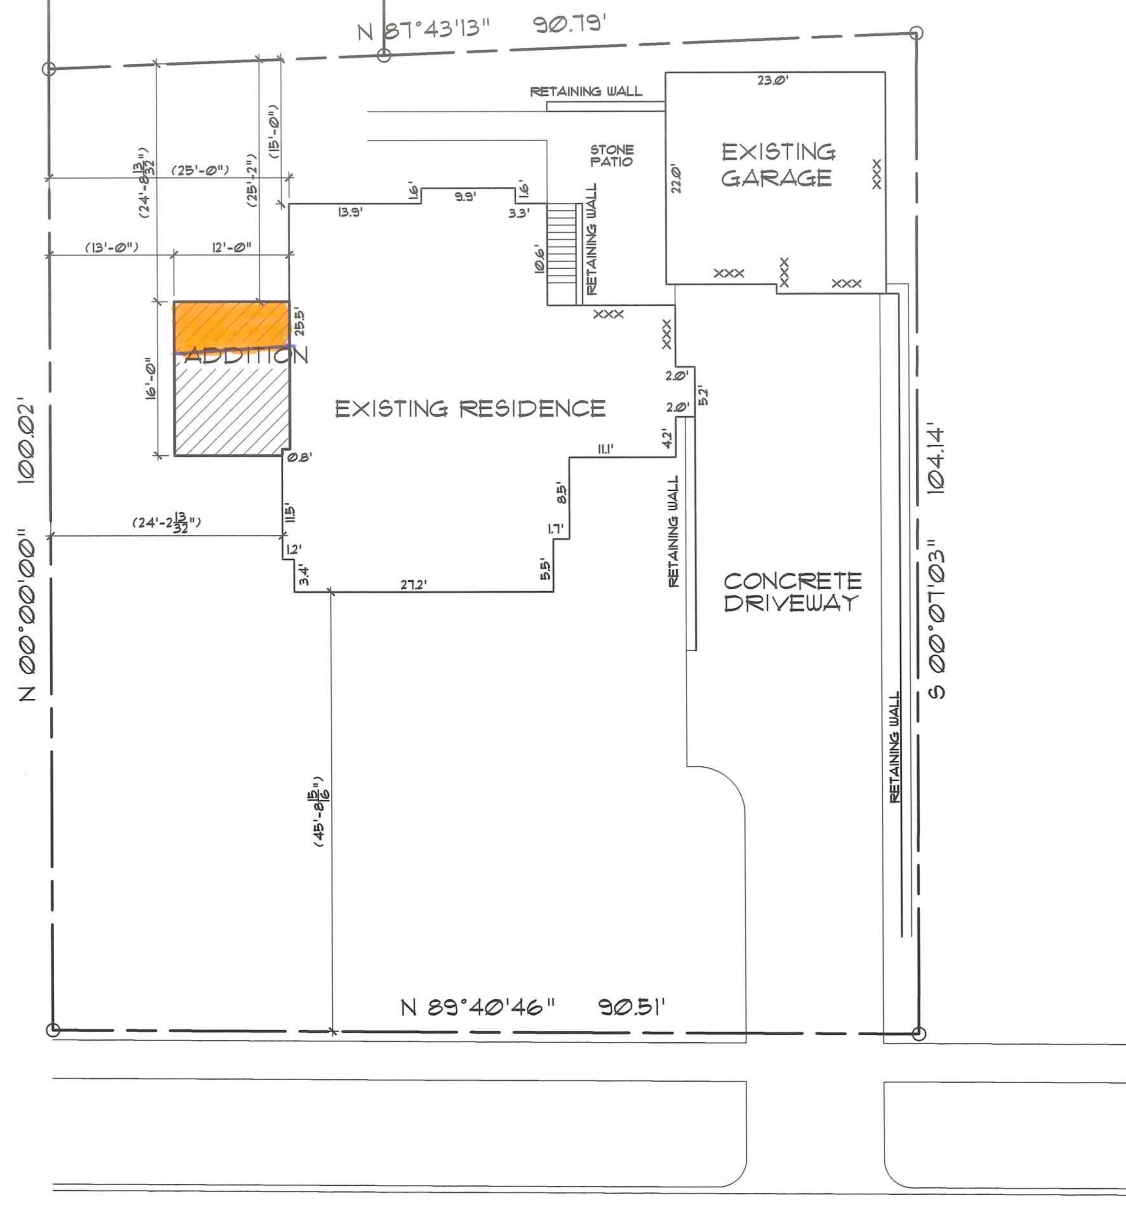 N 87°43'13"    90.79'
23.0'
RETAINING WALL
(15'-0")
STONE
PATIO
EXISTING
GARAGE
(24'-8 13/32")
(25'-0")
(25'-2")
22.0'
XXX
1.6'
9.9'
1.6'
13.9'
3.3'
RETAINING WALL
(13'-0")
12'-0"
10.6'
XXX
XXX
XXX
25.5'
XXX
XXX
ADDITION
16'-0"
2.0'
5.2'
EXISTING RESIDENCE
2.0'
4.2'
11.1'
0.8'
N 00°00'00"    100.02'
S 00°07'03"    104.14'
8.5'
11.5'
(24'-2 13/32")
RETAINING WALL
1.7'
1.2'
3.4'
5.5'
27.2'
CONCRETE
DRIVEWAY
RETAINING WALL
(45'-8 15/16")
N 89°40'46"    90.51'